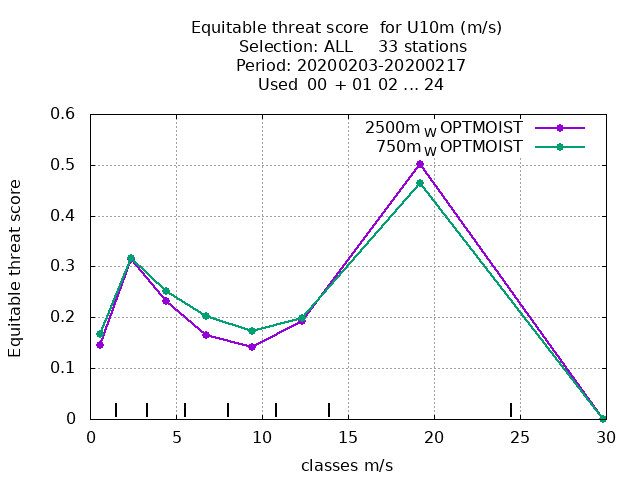 Equitable threat score  for U10m (m/s)
Selection: ALL     33 stations
Period: 20200203-20200217
Used  00  + 01 02 ... 24
2500m W OPTMOIST
750m W OPTMOIST
Equitable threat score
0.6
0.5
0.4
0.3
0.2
0.1
0
0 5 10 15 20 25 30
classes m/s